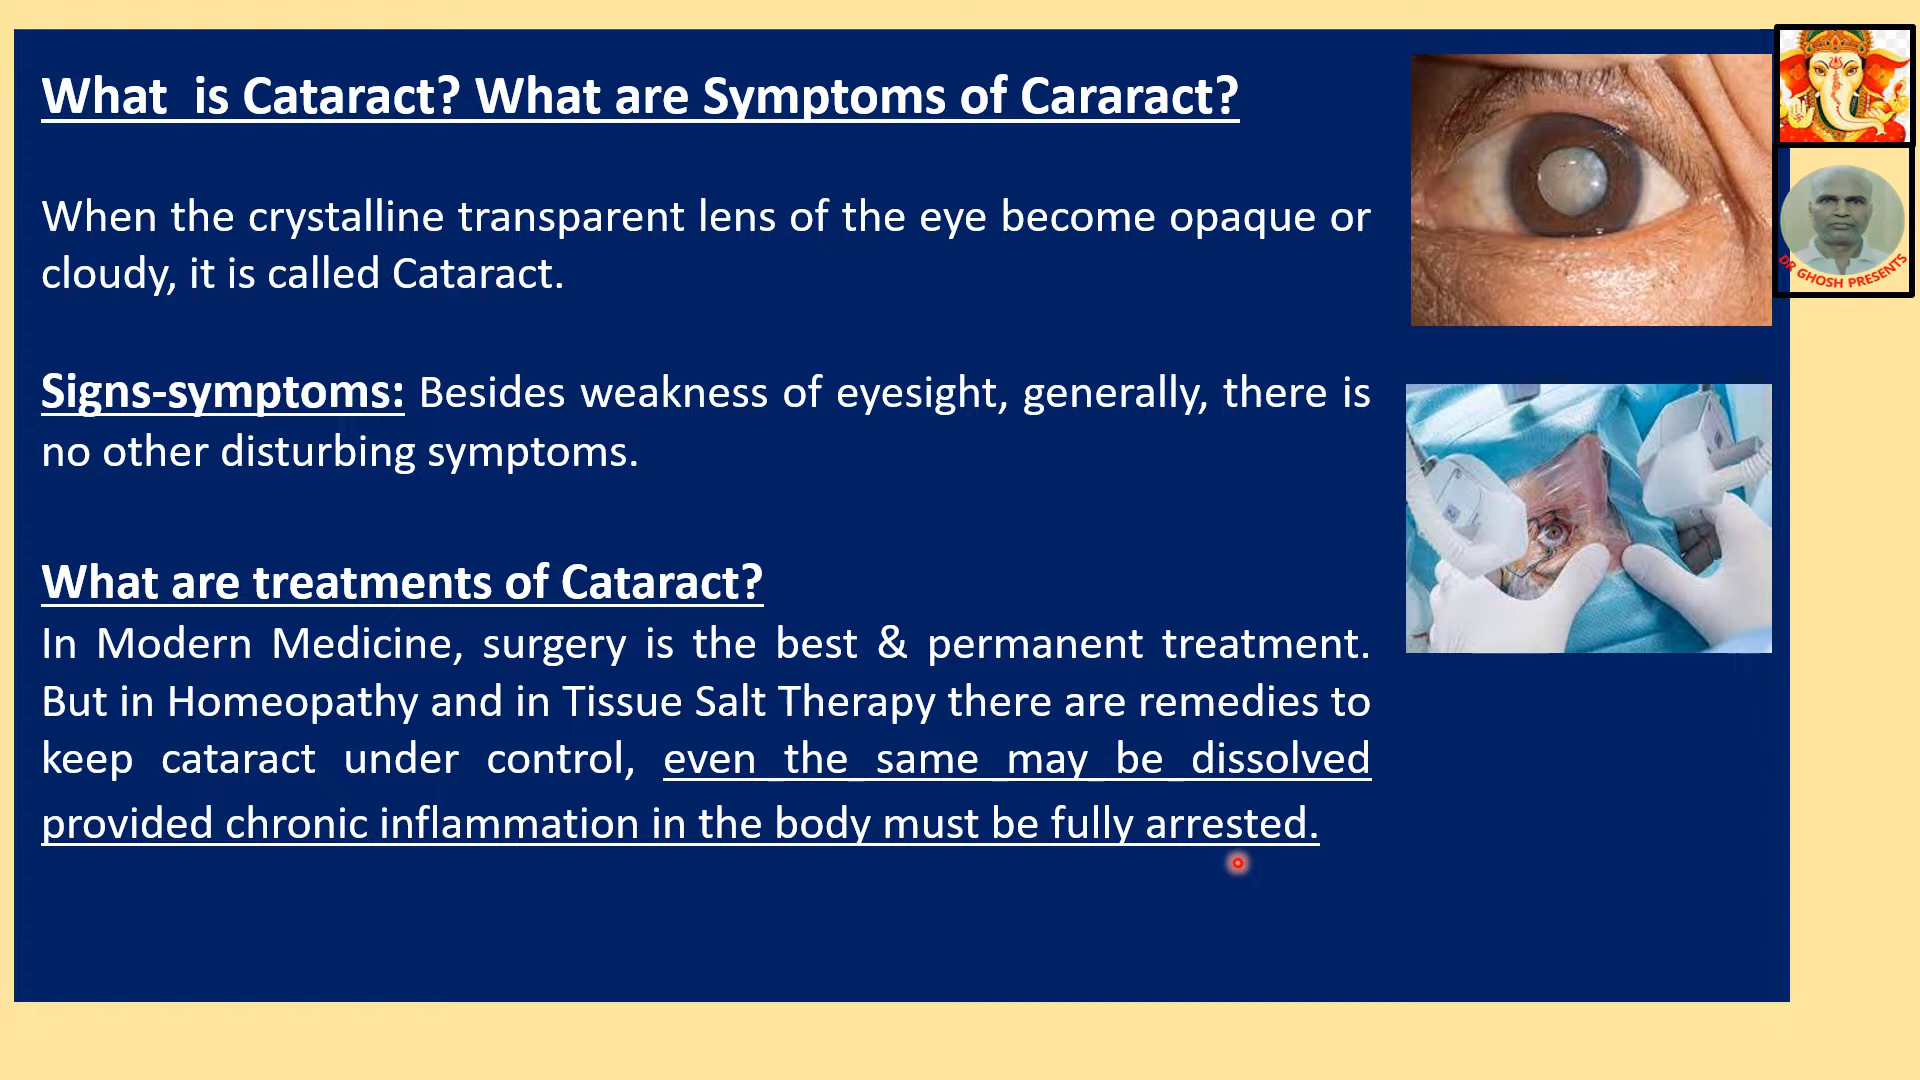 What is Cataract? What are Symptoms of Cararact?
When the crystalline transparent lens of the eye become opaque or
cloudy, it is called Cataract.
Signs-symptoms: Besides weakness of eyesight, generally, there is
no other disturbing symptoms.
What are treatments of Cataract?
In Modern Medicine, surgery is the best & permanent treatment.
But in Homeopathy and in Tissue Salt Therapy there are remedies to
keep cataract under control, even the same may be dissolved
provided chronic inflammation in the body must be fully arrested.
DR GHOSH PRESENTS